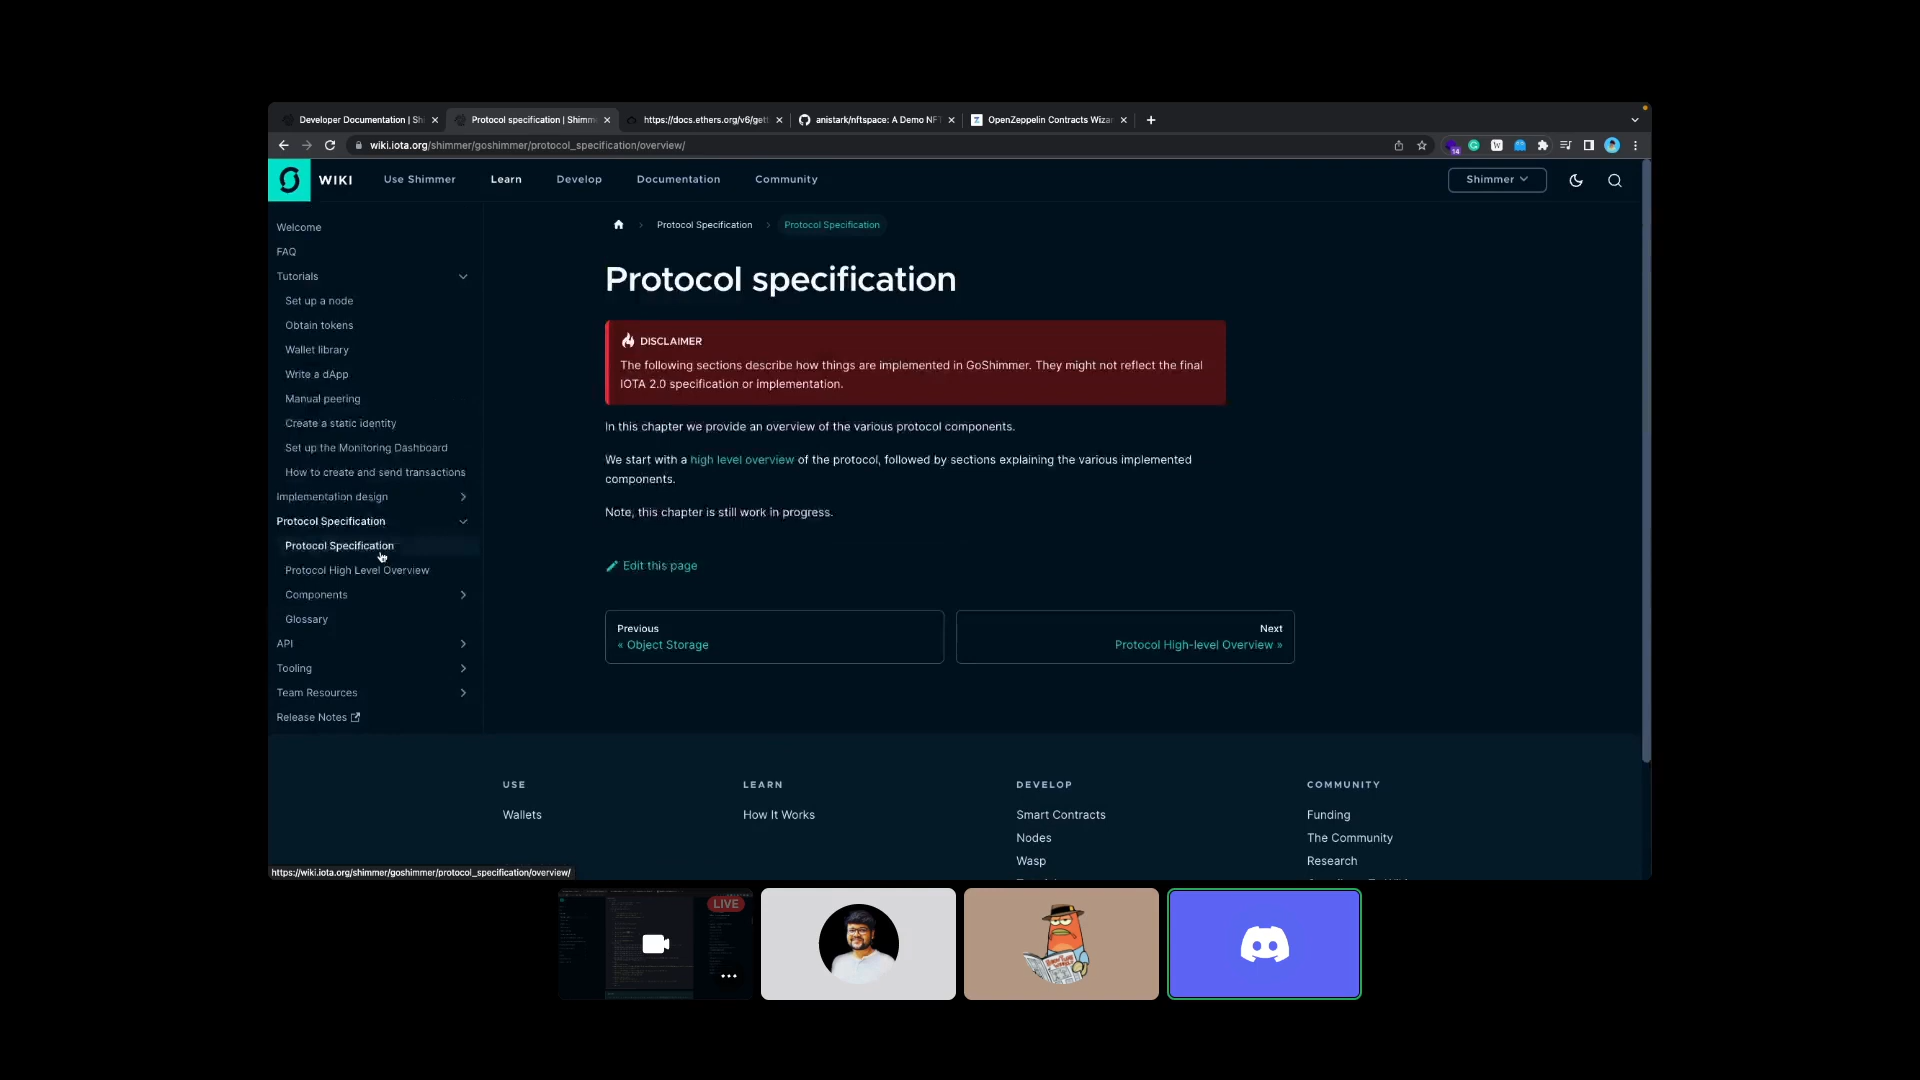 Developer Documentation | Sh
Protocol specification | Shimm
https://docs.ethers.org/v6/get
anistark/nftspace: A Demo NF
OpenZeppelin Contracts Wizar
wiki.iota.org/shimmer/goshimmer/protocol_specification/overview/
14
WIKI
Use Shimmer
Learn
Develop
Documentation
Community
Shimmer
Welcome
FAQ
Tutorials
Set up a node
Obtain tokens
Wallet library
Write a dApp
Manual peering
Create a static identity
Set up the Monitoring Dashboard
How to create and send transactions
Implementation design
Protocol Specification
Protocol Specification
Protocol High Level Overview
Components
Glossary
API
Tooling
Team Resources
Release Notes
Protocol Specification
Protocol Specification
Protocol specification
DISCLAIMER
The following sections describe how things are implemented in GoShimmer. They might not reflect the final
IOTA 2.0 specification or implementation.
In this chapter we provide an overview of the various protocol components.
We start with a high level overview of the protocol, followed by sections explaining the various implemented
components.
Note, this chapter is still work in progress.
Edit this page
Previous
« Object Storage
Next
Protocol High-level Overview »
USE
Wallets
LEARN
How It Works
DEVELOP
Smart Contracts
Nodes
Wasp
COMMUNITY
Funding
The Community
Research
https://wiki.iota.org/shimmer/goshimmer/protocol_specification/overview/
LIVE